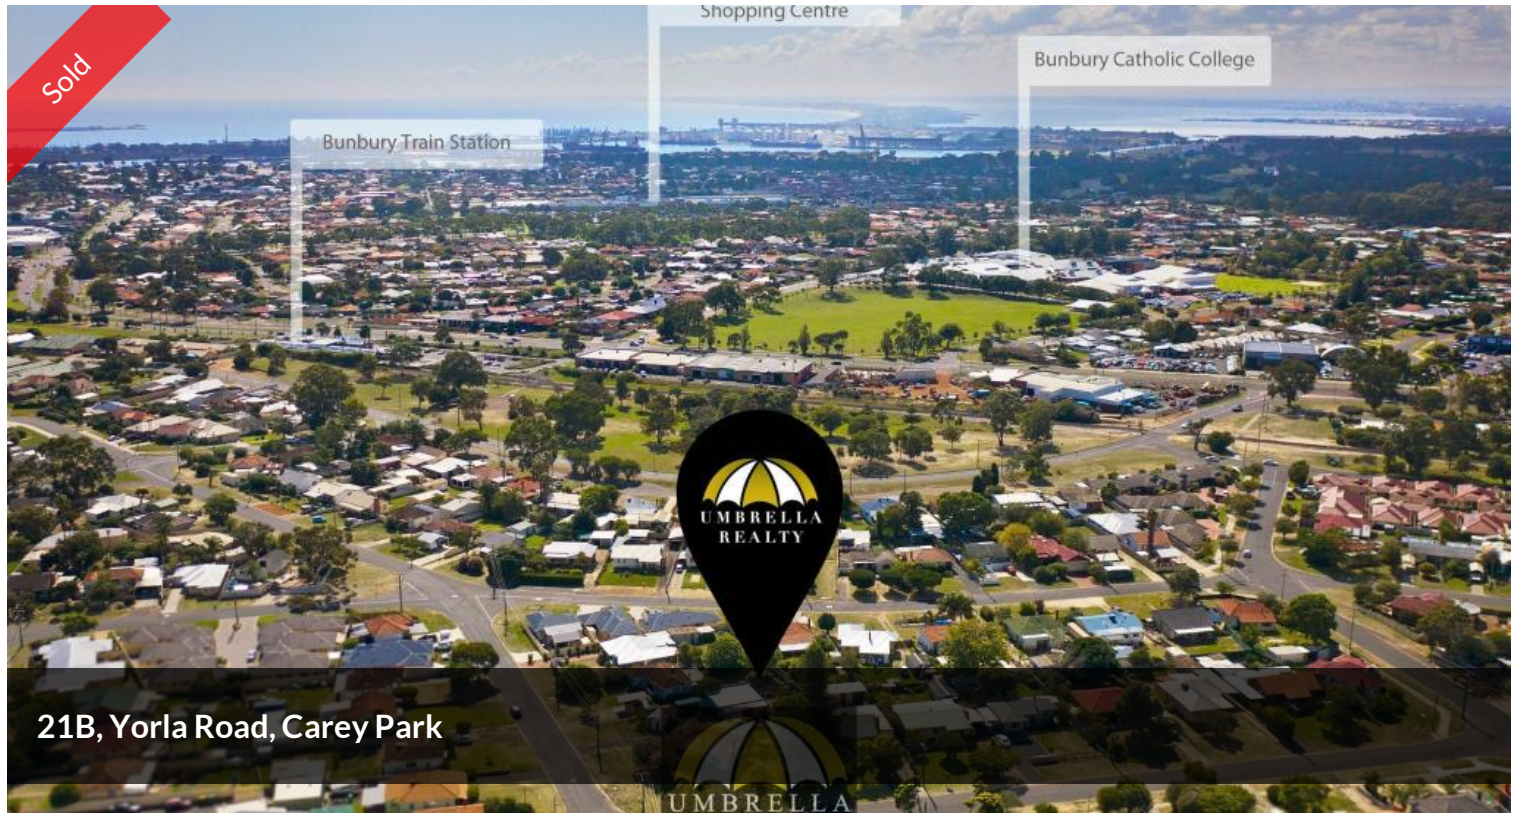 Shopping Centre
Sold
Bunbury Catholic College
Bunbury Train Station
UMBRELLA
REALTY
21B, Yorla Road, Carey Park
UMBRELLA